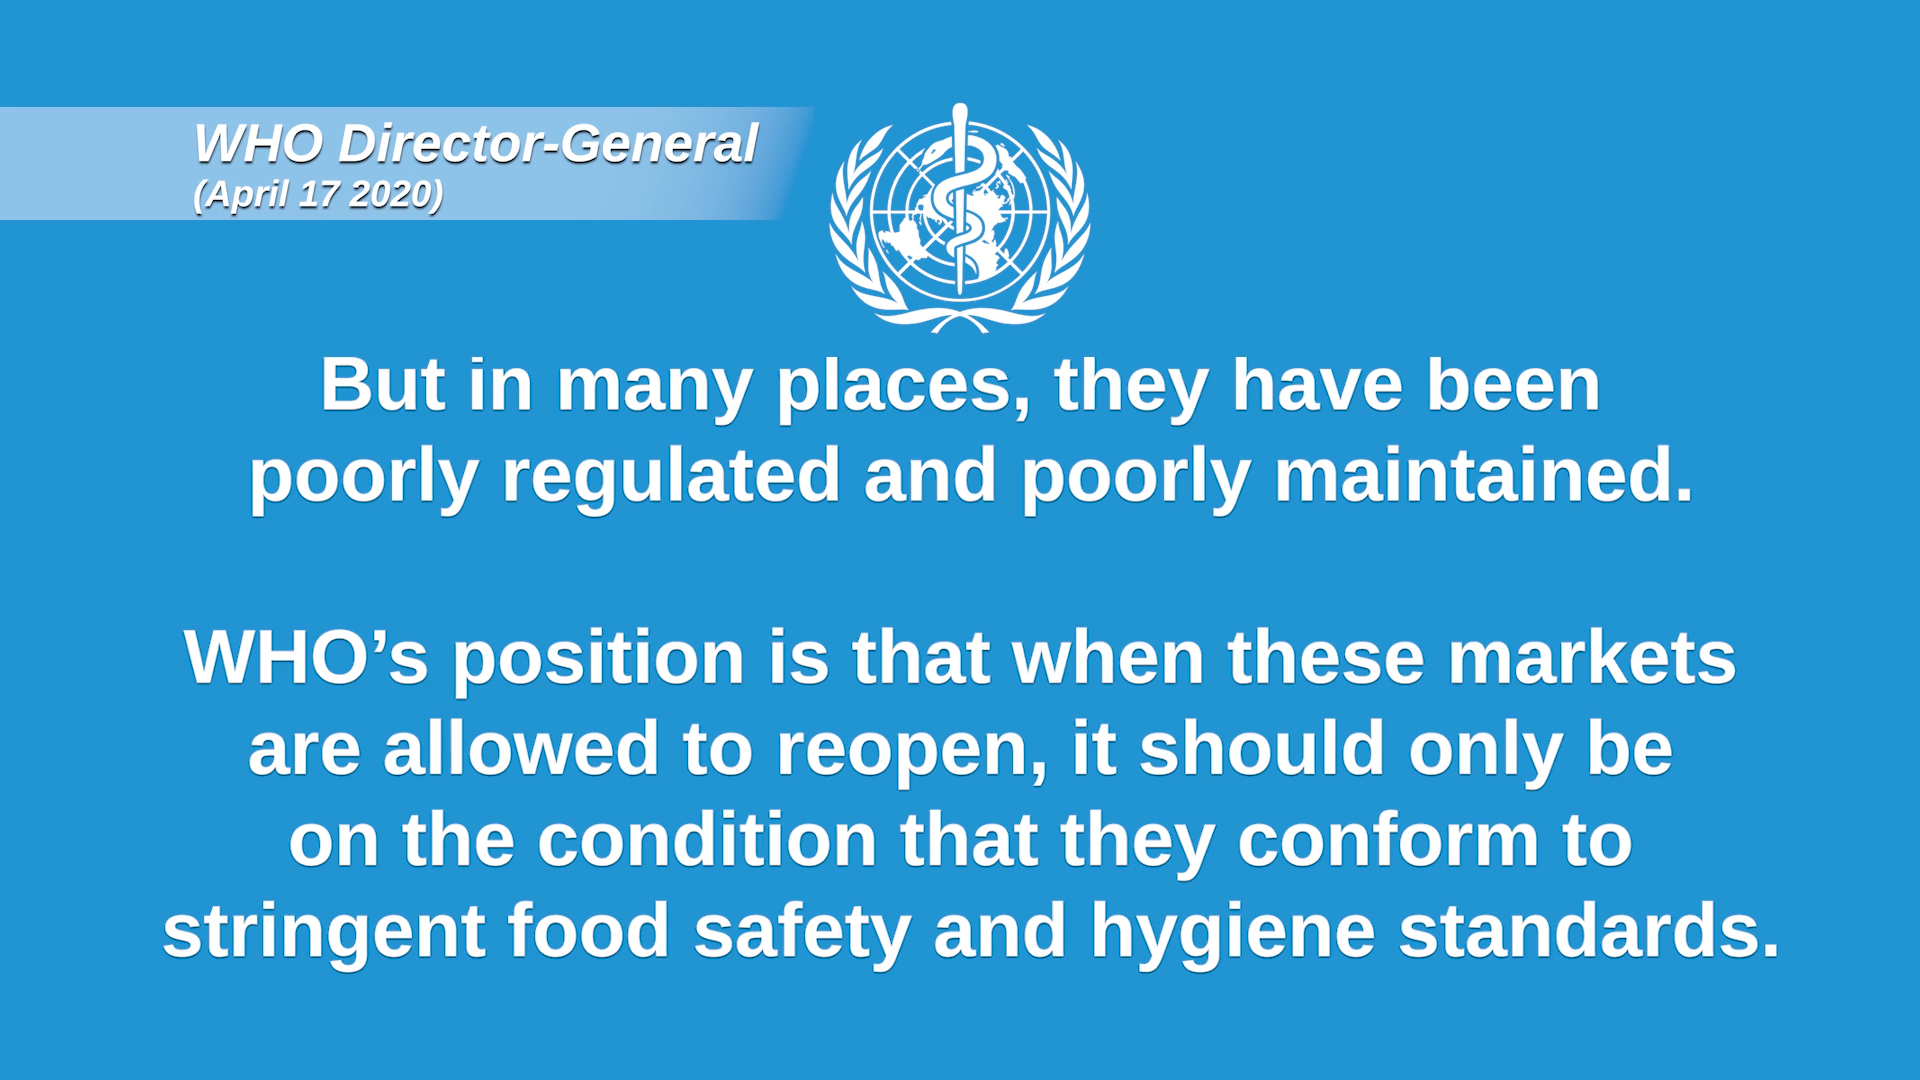 WHO Director-General
(April 17 2020)
But in many places, they have been
poorly regulated and poorly maintained.
WHO’s position is that when these markets
are allowed to reopen, it should only be
on the condition that they conform to
stringent food safety and hygiene standards.